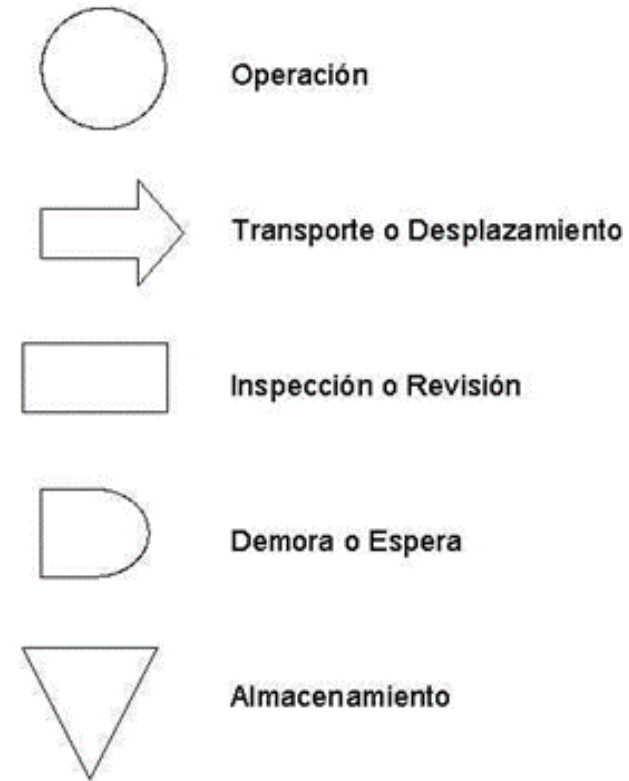 Operación
Transporte o Desplazamiento
Inspección o Revisión
Demora o Espera
Almacenamiento